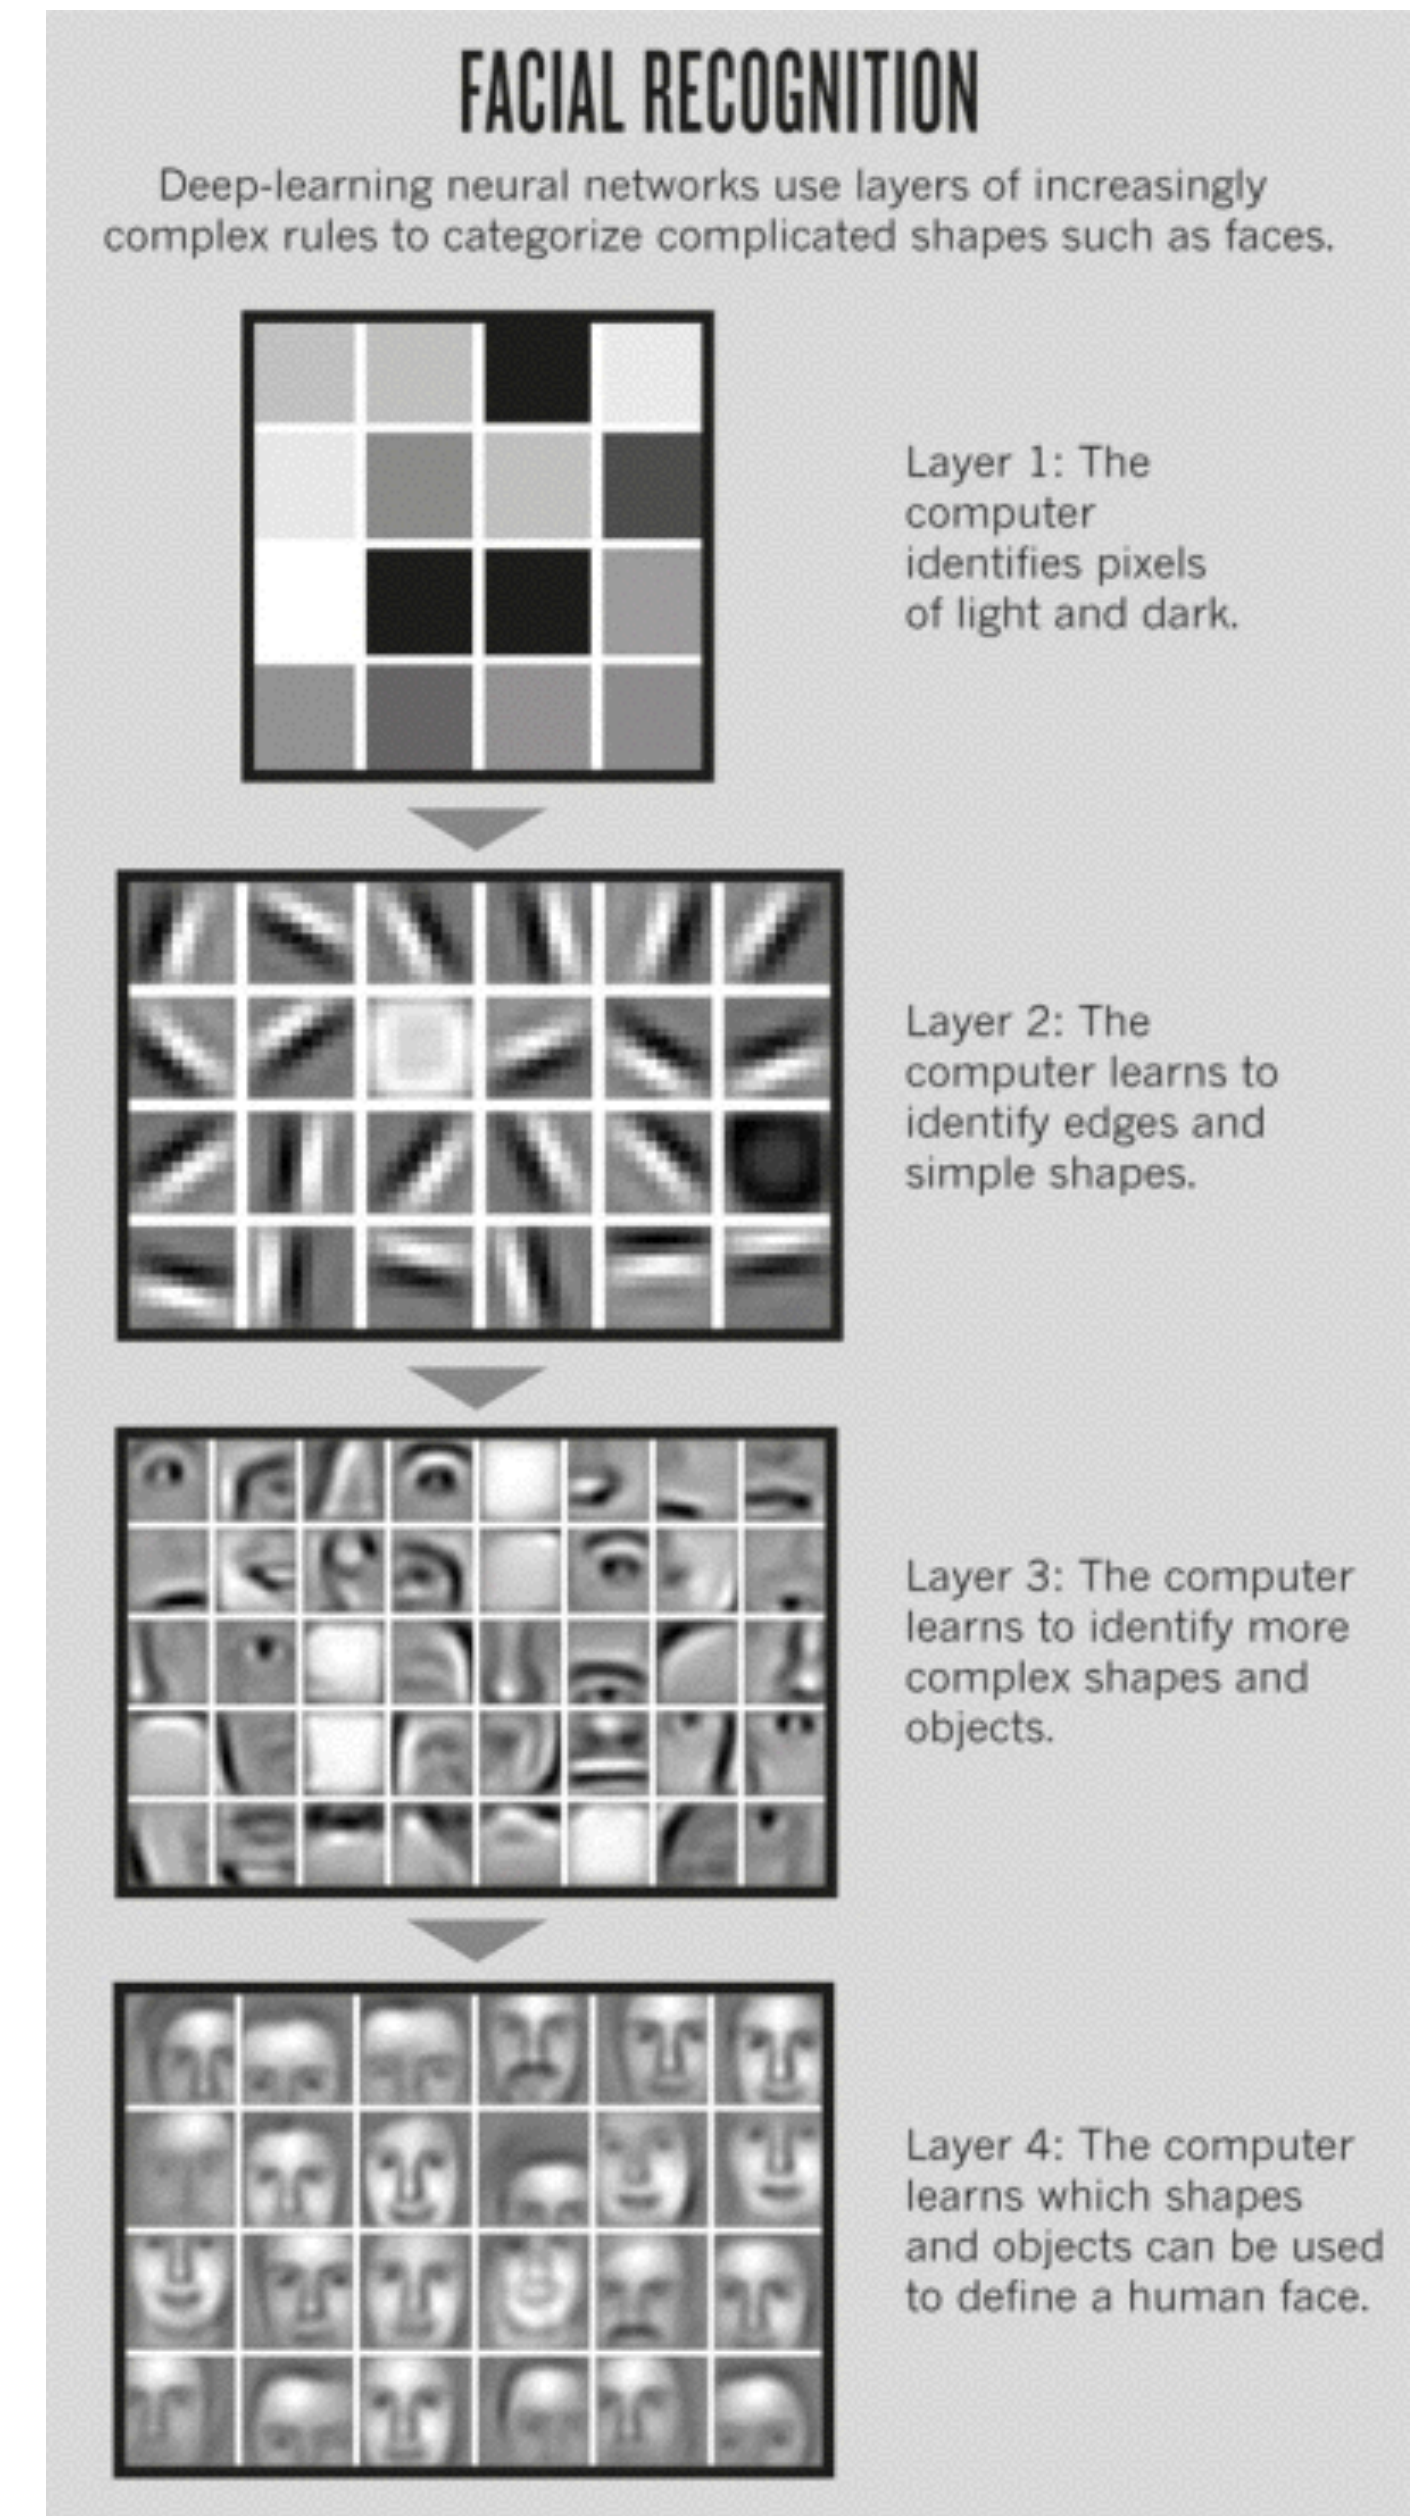 FACIAL RECOGNITION
Deep-learning neural networks use layers of increasingly
complex rules to categorize complicated shapes such as faces.
Layer 1: The
computer
identifies pixels
of light and dark.
Layer 2: The
computer learns to
identify edges and
simple shapes.
Layer 3: The computer
learns to identify more
complex shapes and
objects.
Layer 4: The computer
learns which shapes
and objects can be used
to define a human face.